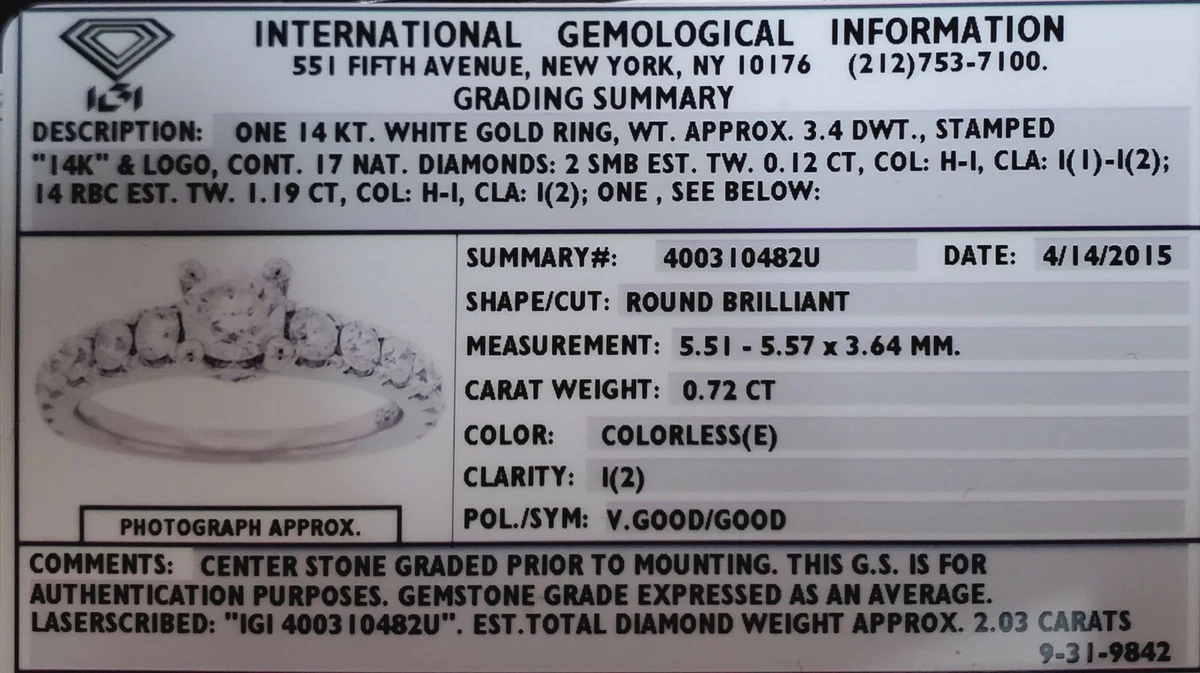 IGI
INTERNATIONAL GEMOLOGICAL INFORMATION
551 FIFTH AVENUE, NEW YORK, NY 10176 (212)753-7100.
GRADING SUMMARY
DESCRIPTION: ONE 14 KT. WHITE GOLD RING, WT. APPROX. 3.4 DWT., STAMPED
"14K" & LOGO, CONT. 17 NAT. DIAMONDS: 2 SMB EST. TW. 0.12 CT, COL: H-I, CLA: I(1)-I(2);
14 RBC EST. TW. 1.19 CT, COL: H-I, CLA: I(2); ONE , SEE BELOW:
SUMMARY#: 400310482U DATE: 4/14/2015
SHAPE/CUT: ROUND BRILLIANT
MEASUREMENT: 5.51 - 5.57 x 3.64 MM.
CARAT WEIGHT: 0.72 CT
COLOR: COLORLESS(E)
CLARITY: I(2)
POL./SYM: V.GOOD/GOOD
PHOTOGRAPH APPROX.
COMMENTS: CENTER STONE GRADED PRIOR TO MOUNTING. THIS G.S. IS FOR
AUTHENTICATION PURPOSES. GEMSTONE GRADE EXPRESSED AS AN AVERAGE.
LASERSCRIBED: "IGI 400310482U". EST.TOTAL DIAMOND WEIGHT APPROX. 2.03 CARATS
9-31-9842